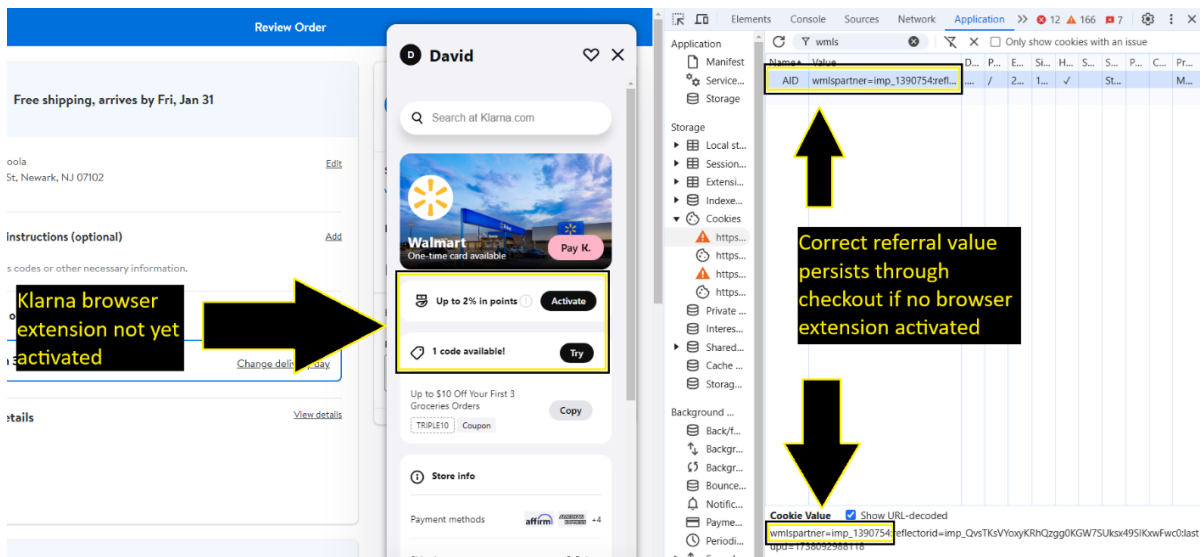 Review Order
Free shipping, arrives by Fri, Jan 31
oola
Edit
St, Newark, NJ 07102
instructions (optional)
Add
s codes or other necessary information.
Klarna browser
extension not yet
activated
Change delivery day
etails
View details
D David
Search at Klarna.com
Walmart
One-time card available
Pay K.
Up to 2% in points
Activate
1 code available!
Try
Up to $10 Off Your First 3
Groceries Orders
Copy
TRIPLE10 Coupon
Store info
Payment methods
affirm
+4
Elements Console Sources Network Application 12 166 7
Application
wmls
Only show cookies with an issue
Manifest
Service...
Storage
Name Value D... P... E... Si... H... S... S... P... C... Pr...
AID wmlspartner=imp_1390754:refl... .... / 2... 1... ✓ St... M...
Storage
Local st...
Session...
Extensi...
Indexe...
Cookies
https...
https...
https...
https...
Private ...
Interes...
Shared...
Cache ...
Storag...
Background ...
Back/f...
Backgr...
Backgr...
Bounce...
Notific...
Payme...
Periodi...
Correct referral value
persists through
checkout if no browser
extension activated
Cookie Value Show URL-decoded
wmlspartner=imp_1390754:reflectorid=imp_QvsTKsVYoxyKRhQzgg0KGW7SUksx49SIKxwFwc0:last
upd=1738092988118